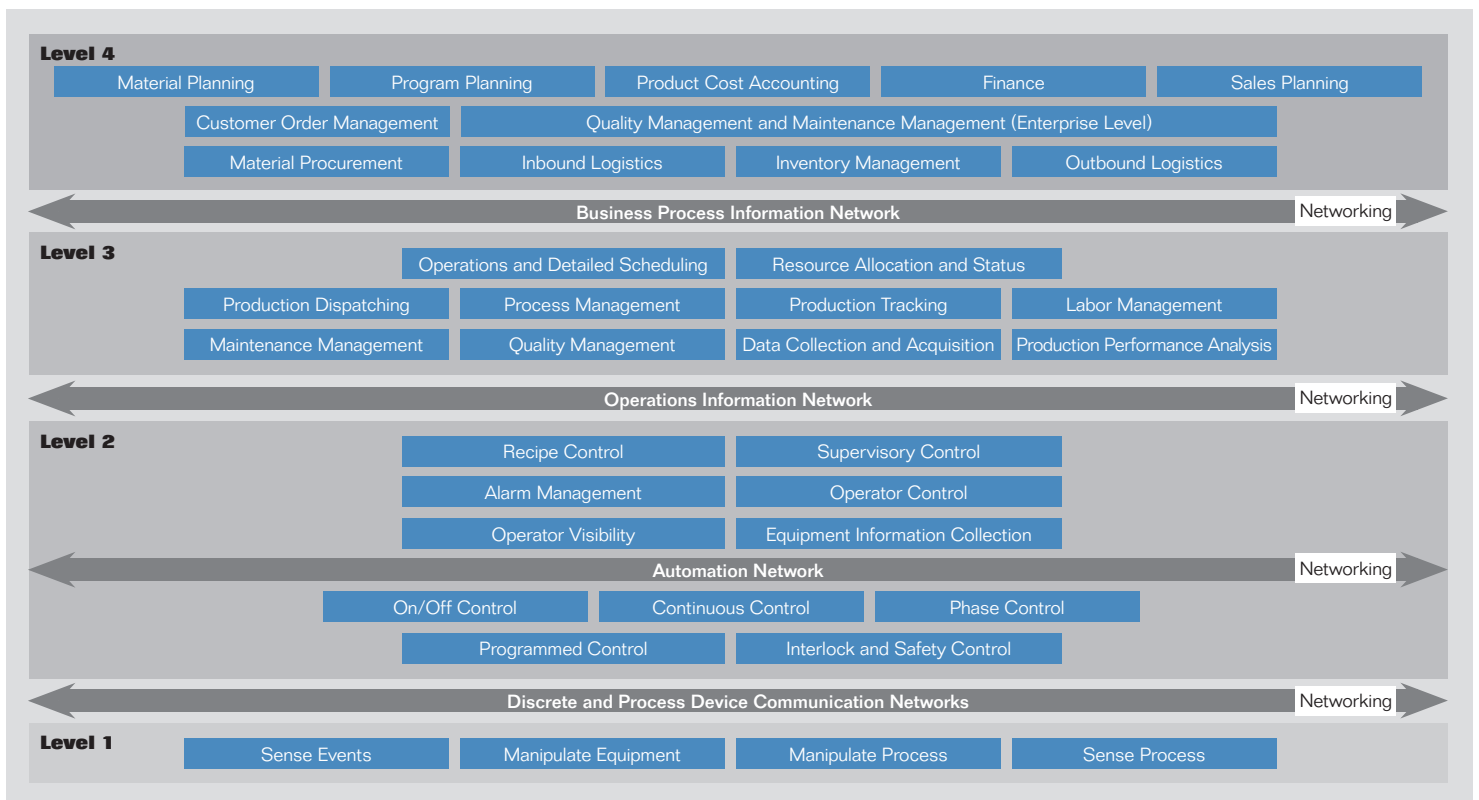 Level 4
Material Planning
Program Planning
Product Cost Accounting
Finance
Sales Planning
Customer Order Management
Quality Management and Maintenance Management (Enterprise Level)
Material Procurement
Inbound Logistics
Inventory Management
Outbound Logistics
Business Process Information Network
Networking
Level 3
Operations and Detailed Scheduling
Resource Allocation and Status
Production Dispatching
Process Management
Production Tracking
Labor Management
Maintenance Management
Quality Management
Data Collection and Acquisition
Production Performance Analysis
Operations Information Network
Networking
Level 2
Recipe Control
Supervisory Control
Alarm Management
Operator Control
Operator Visibility
Equipment Information Collection
Automation Network
Networking
On/Off Control
Continuous Control
Phase Control
Programmed Control
Interlock and Safety Control
Discrete and Process Device Communication Networks
Networking
Level 1
Sense Events
Manipulate Equipment
Manipulate Process
Sense Process